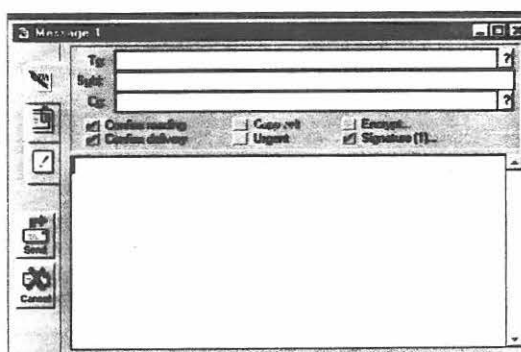 Message 1
To: ?
Subj:
Cc: ?
Confirm reading Copy self Encrypt...
Confirm delivery Urgent Signature (1)...
Send
Cancel